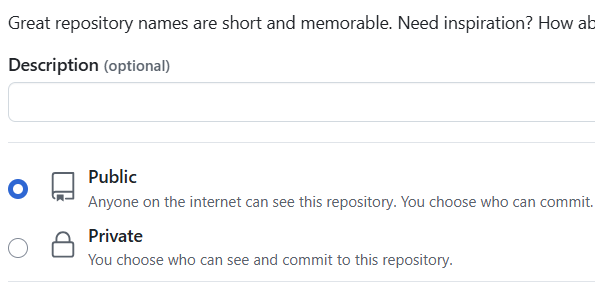 Great repository names are short and memorable. Need inspiration? How ab
Description (optional)
Public
Anyone on the internet can see this repository. You choose who can commit.
Private
You choose who can see and commit to this repository.